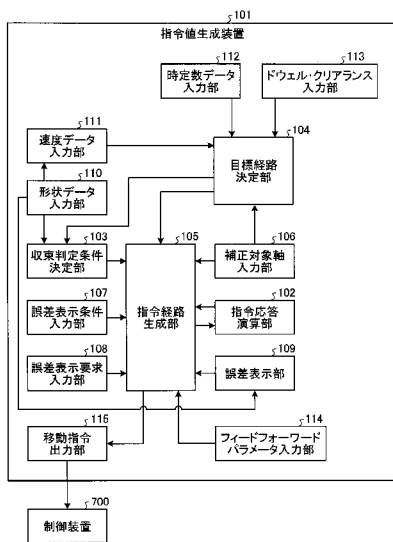 101
指令値生成装置
112
113
時定数データ
入力部
ドウェル・クリアランス
入力部
111
速度データ
入力部
104
目標経路
決定部
110
形状データ
入力部
103
収束判定条件
決定部
105
指令経路
生成部
106
補正対象軸
入力部
107
誤差表示条件
入力部
102
指令応答
演算部
108
誤差表示要求
入力部
109
誤差表示部
115
移動指令
出力部
114
フィードフォーワード
パラメータ入力部
700
制御装置